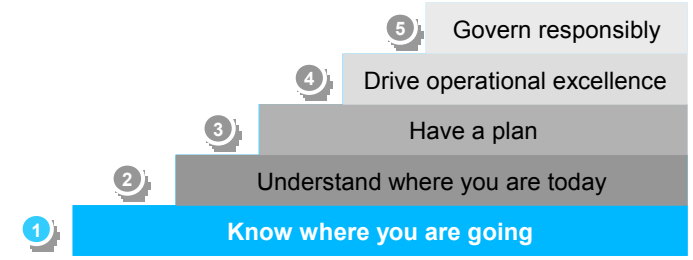 5 Govern responsibly
4 Drive operational excellence
3 Have a plan
2 Understand where you are today
1 Know where you are going